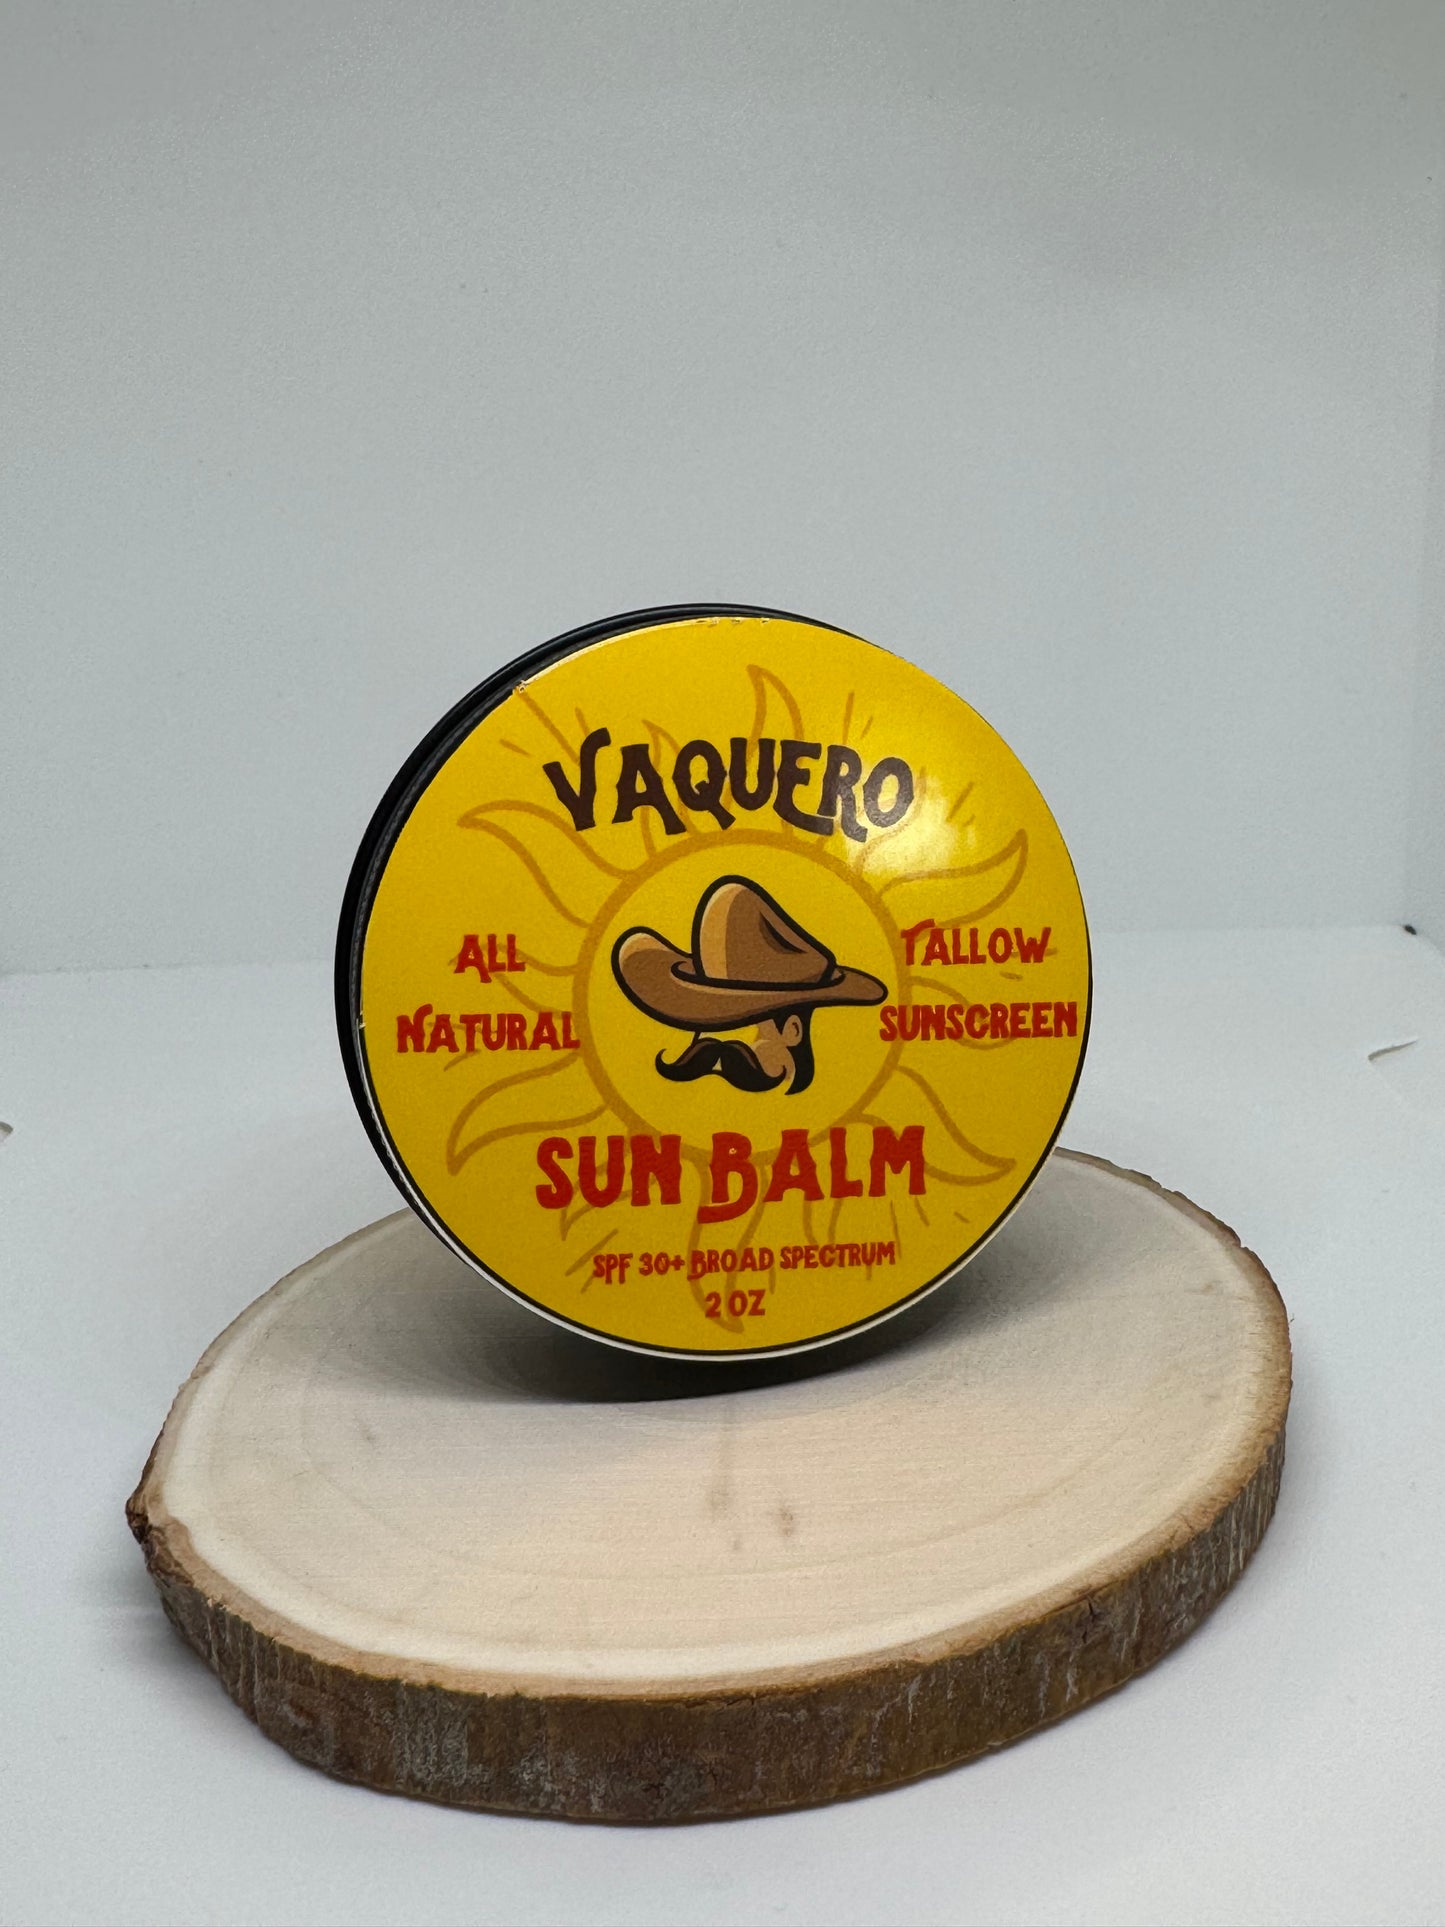 VAQUERO
ALL
NATURAL
TALLOW
SUNSCREEN
SUN BALM
SPF 30+ BROAD SPECTRUM
2 OZ